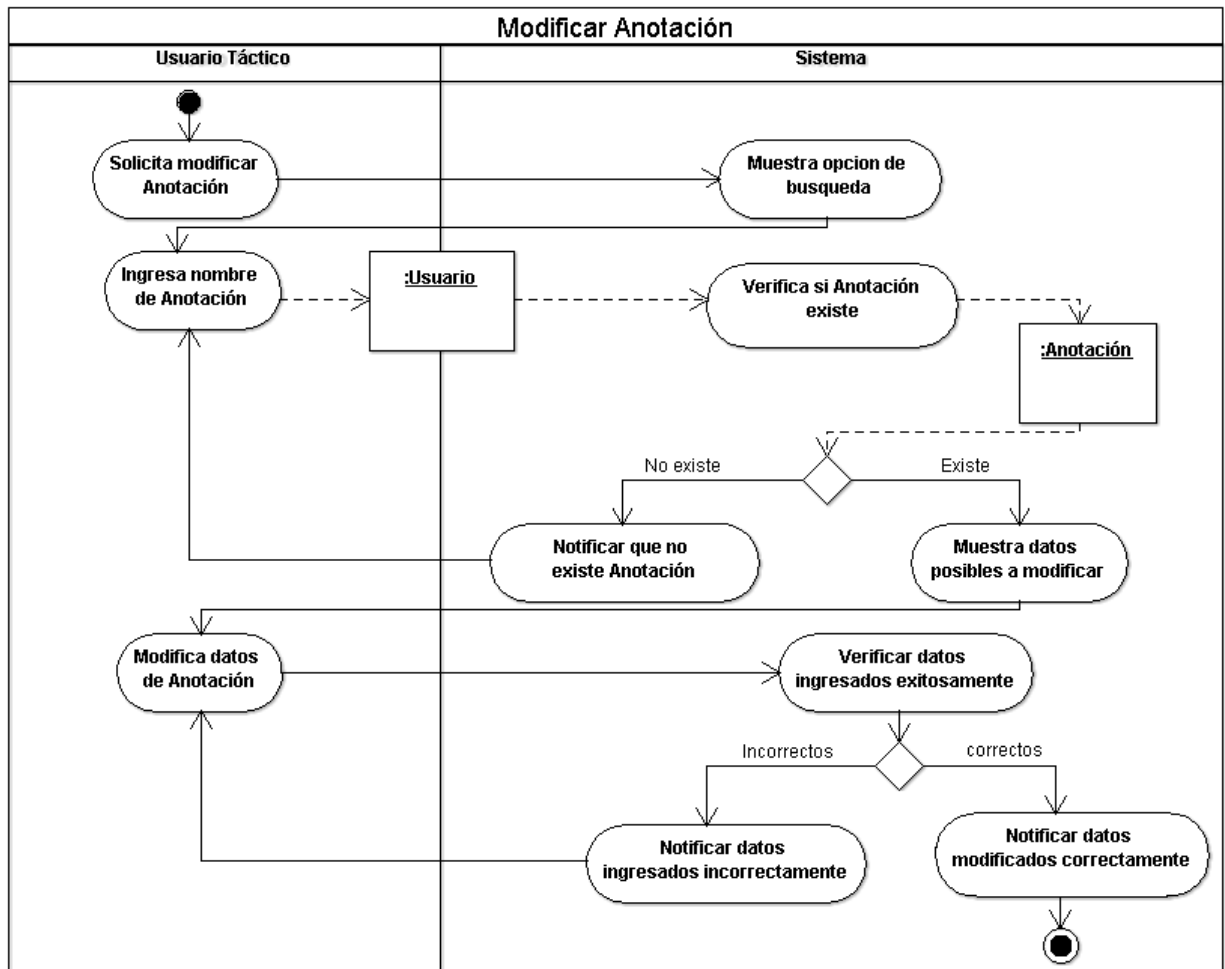 Modificar Anotación
Usuario Táctico
Sistema
Solicita modificar
Anotación
Muestra opcion de
busqueda
Ingresa nombre
de Anotación
:Usuario
Verifica si Anotación
existe
:Anotación
No existe
Existe
Notificar que no
existe Anotación
Muestra datos
posibles a modificar
Modifica datos
de Anotación
Verificar datos
ingresados exitosamente
Incorrectos
correctos
Notificar datos
ingresados incorrectamente
Notificar datos
modificados correctamente